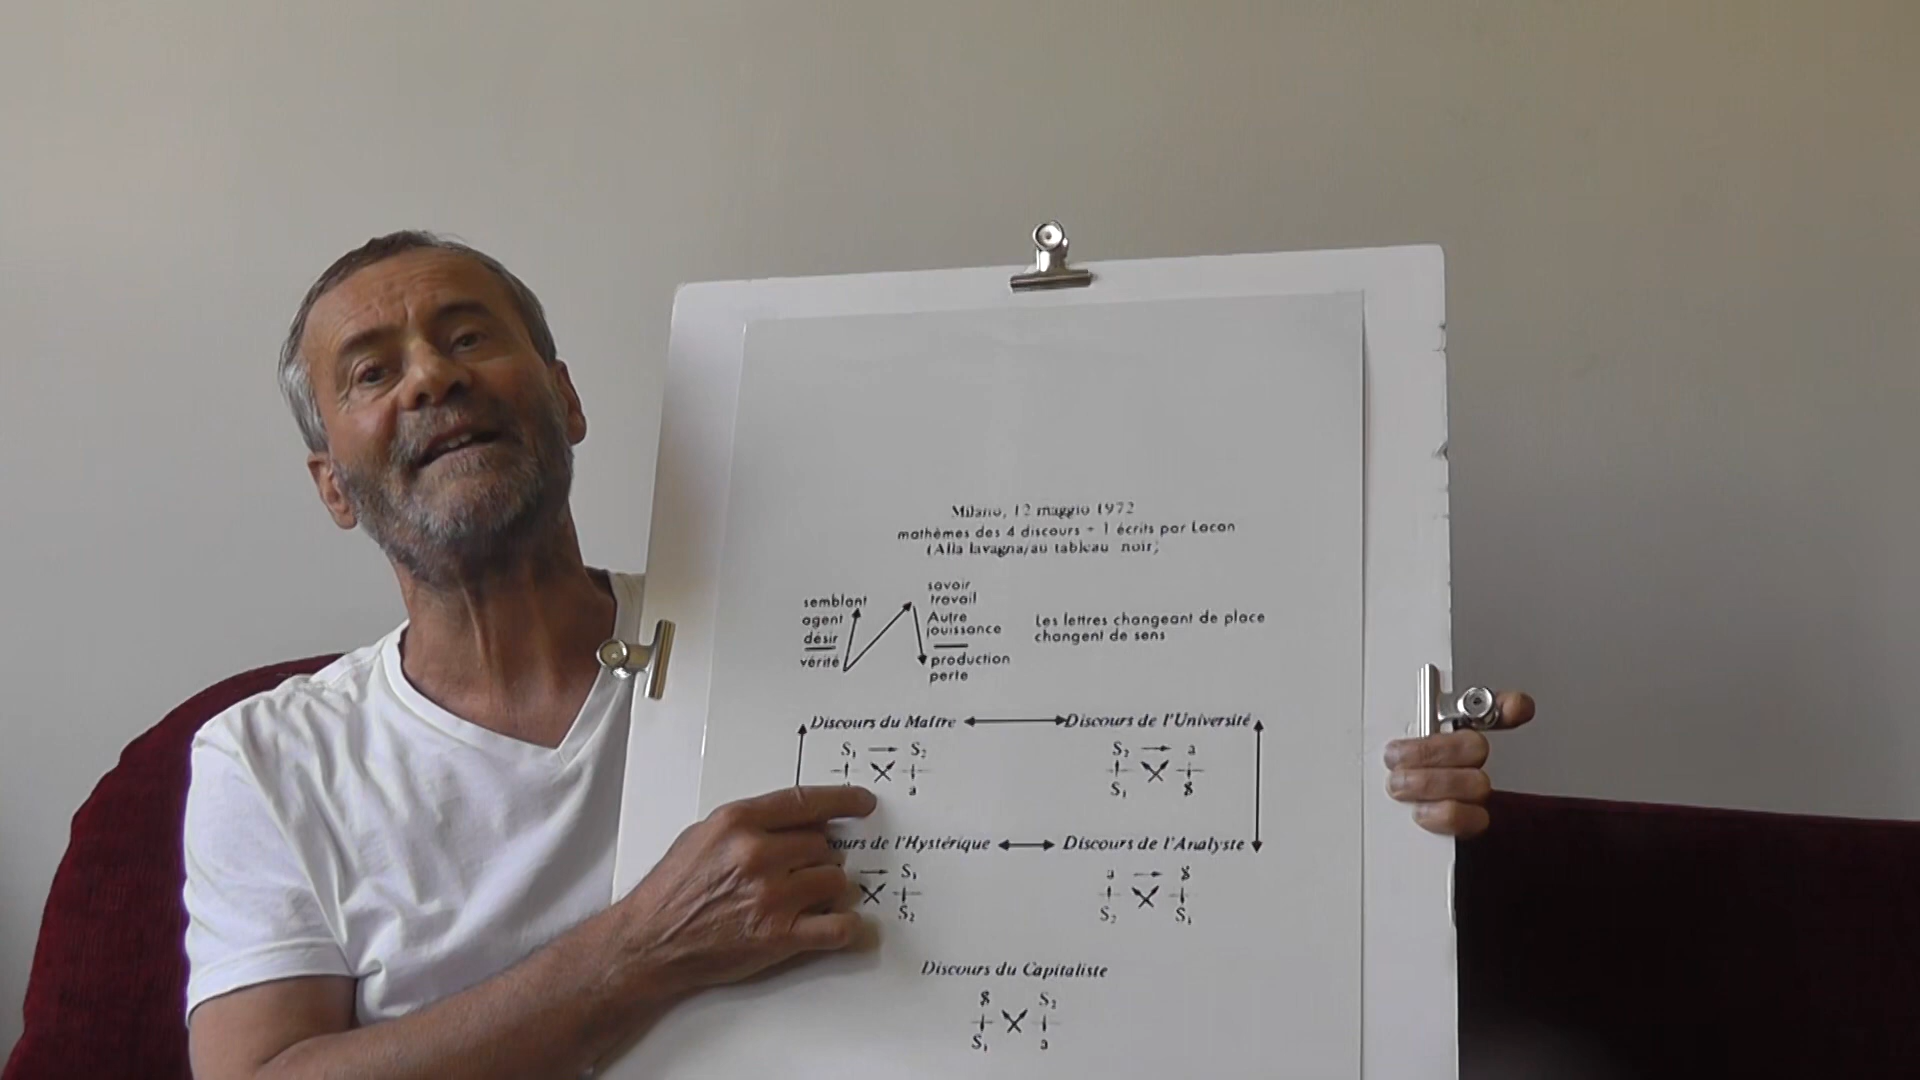 Milano, 12 maggio 1972
mathèmes des 4 discours + 1 écrits par Lacan
(Alla lavagna/au tableau noir)
semblant
agent
désir
vérité
savoir
travail
Autre
jouissance
production
perte
Les lettres changeant de place
changent de sens
Discours du Maître
Discours de l'Université
S₁ → S₂
a
S₂ → a
S₁ $
ours de l'Hystérique
Discours de l'Analyste
→ S₁
S₂
a → $
S₂ S₁
Discours du Capitaliste
$ S₂
S₁ a